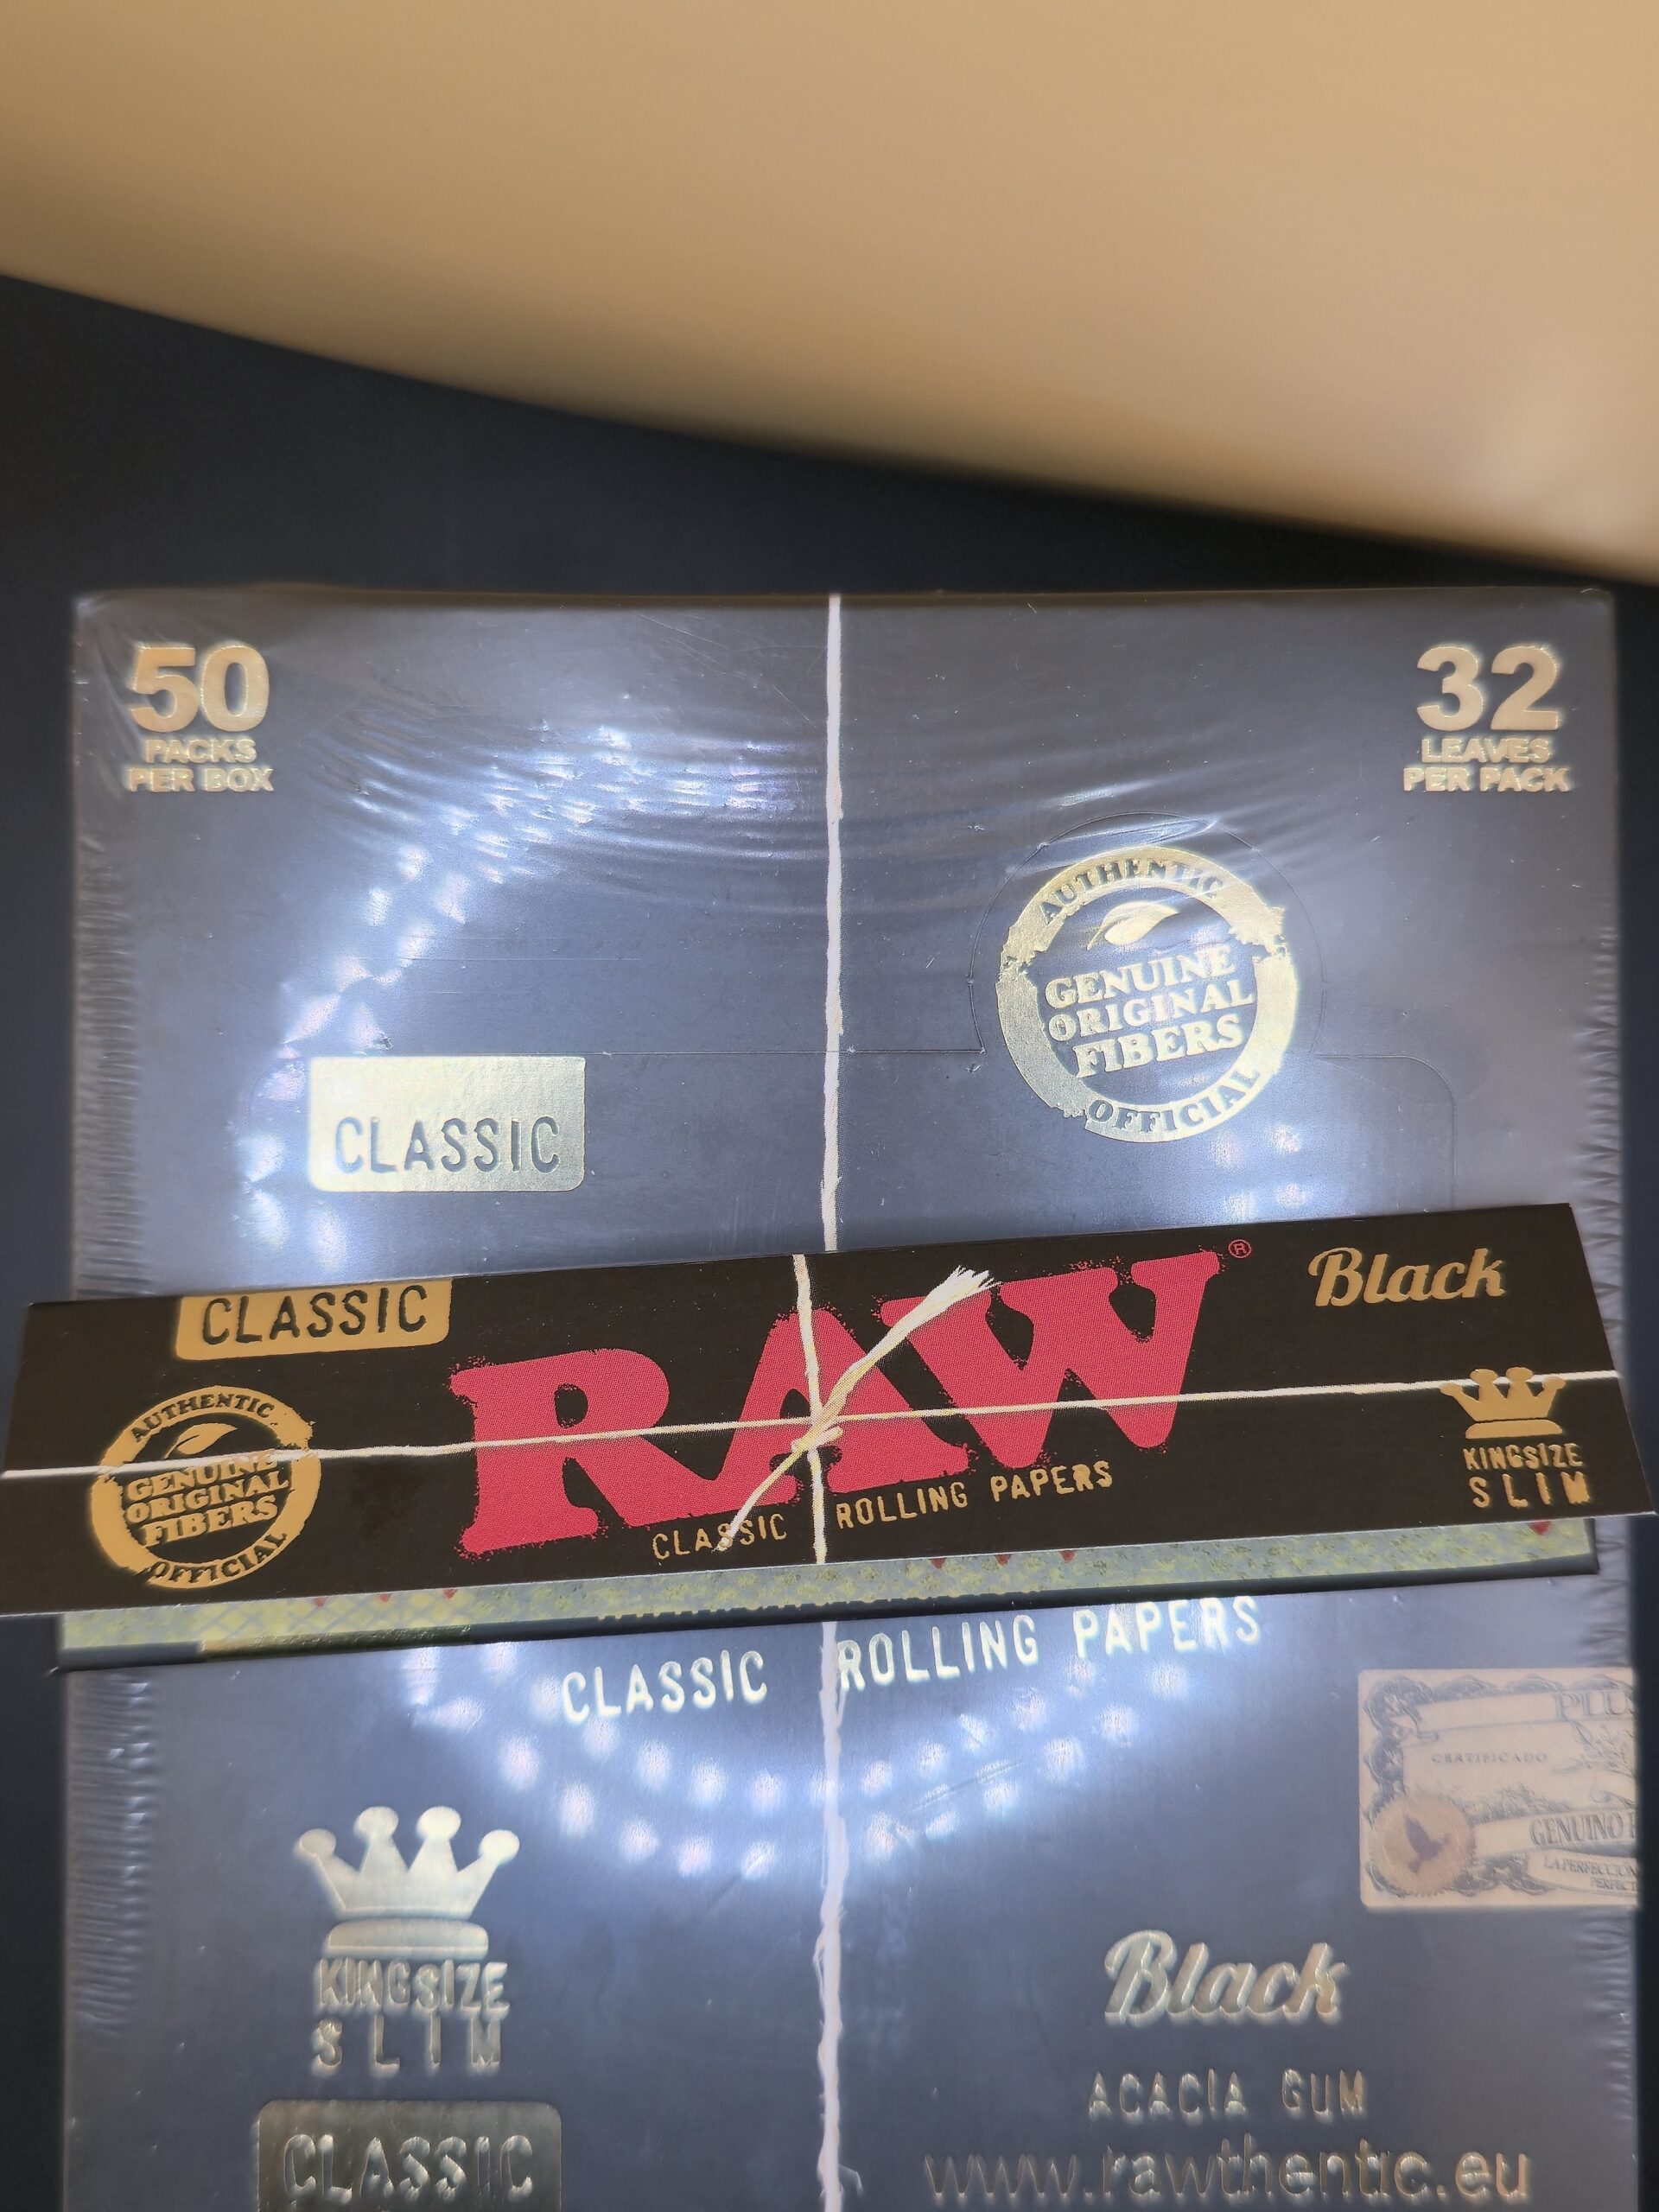 50
PACKS
PER BOX
32
LEAVES
PER PACK
AUTHENTIC
GENUINE
ORIGINAL
FIBERS
OFFICIAL
CLASSIC
CLASSIC
RAW®
Black
AUTHENTIC
GENUINE
ORIGINAL
FIBERS
OFFICIAL
CLASSIC ROLLING PAPERS
KINGSIZE
SLIM
CLASSIC ROLLING PAPERS
CERTIFICADO
GENUINO
KINGSIZE
SLIM
Black
ACACIA GUM
CLASSIC
www.rawthentic.eu